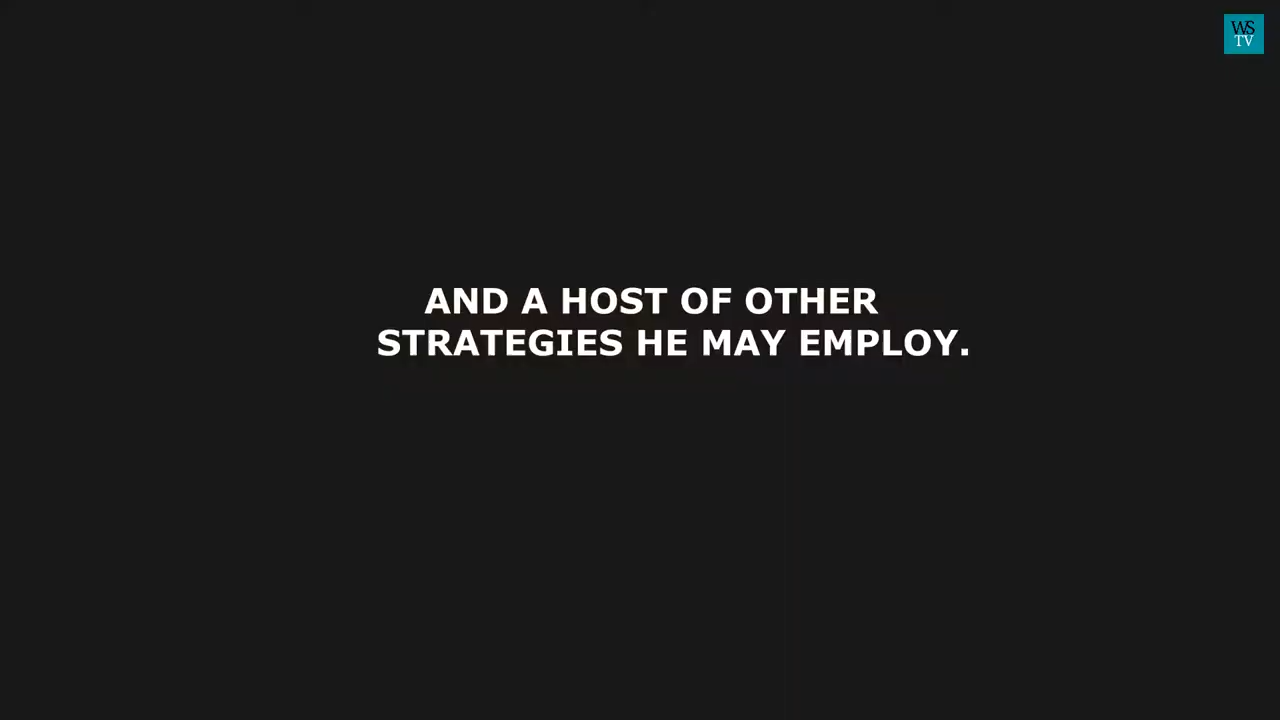 WS
TV
AND A HOST OF OTHER
STRATEGIES HE MAY EMPLOY.